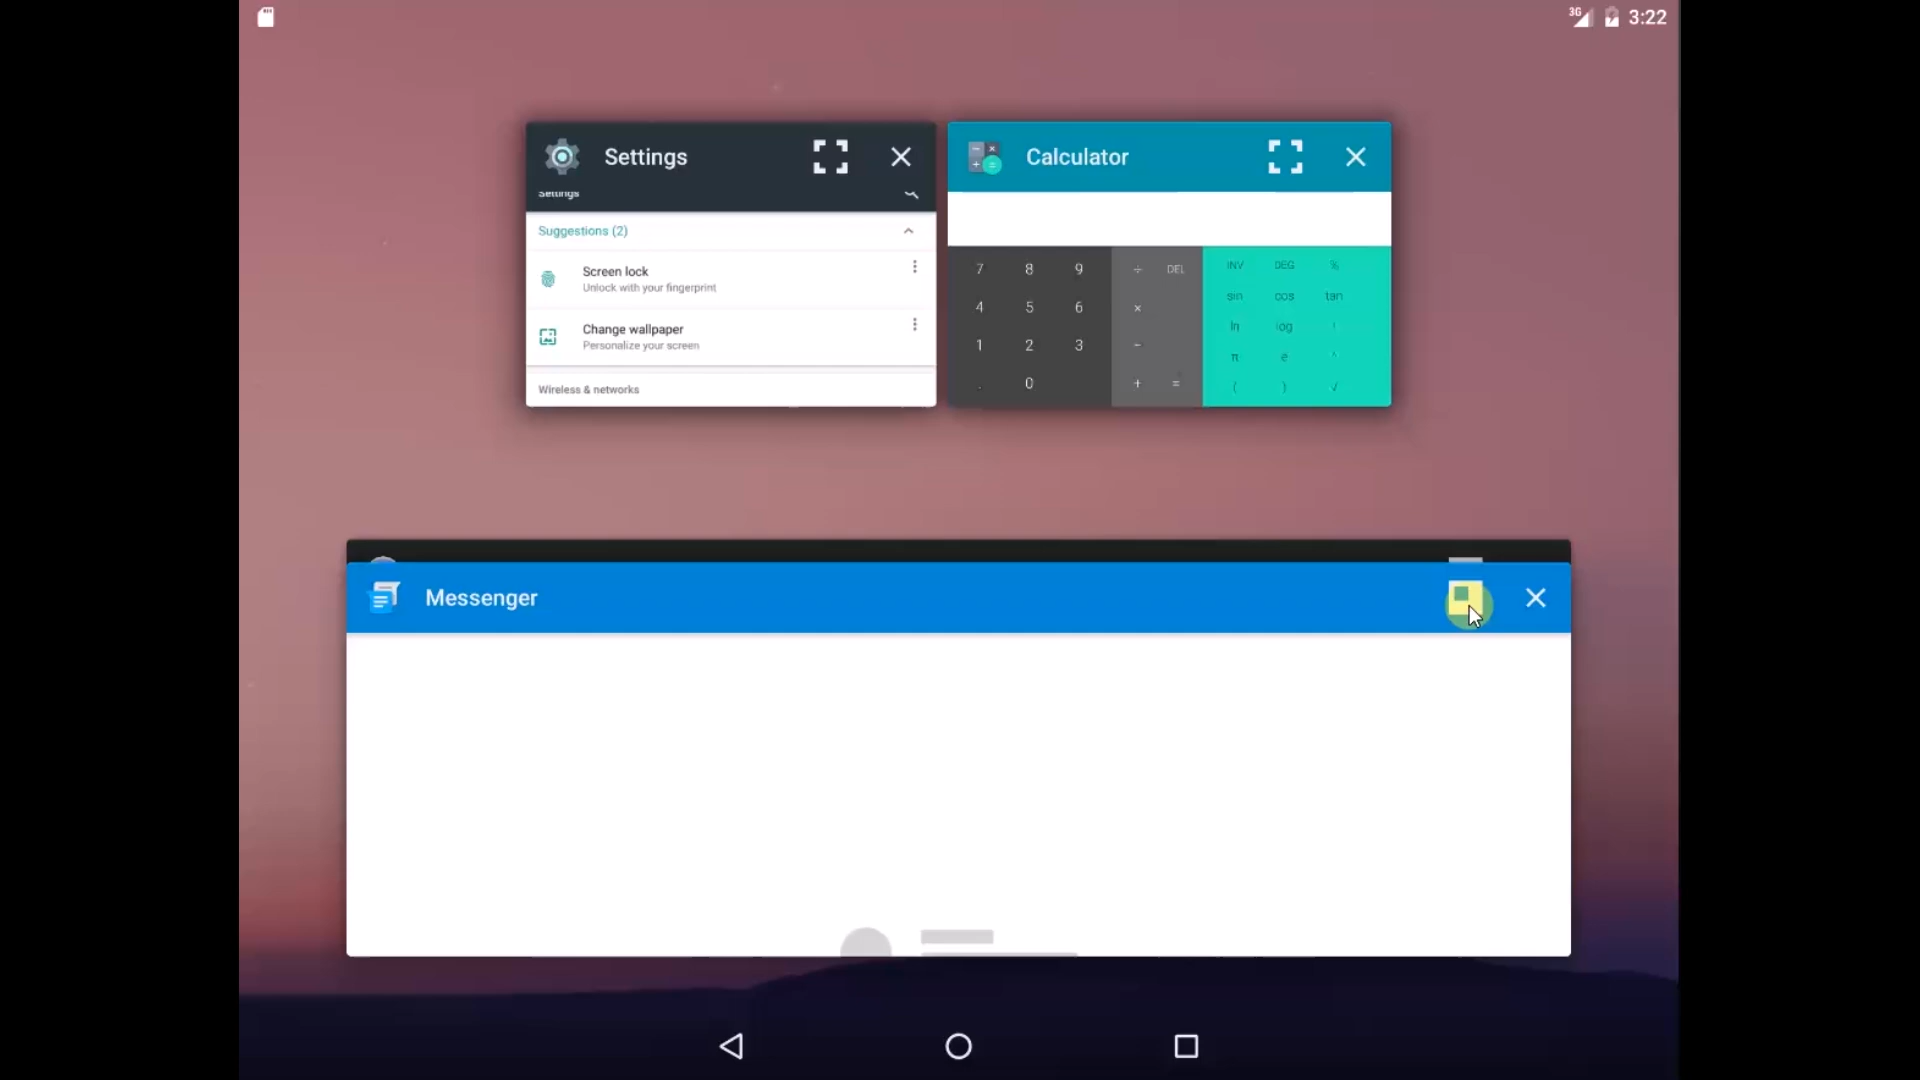 3G 3:22
Settings
Settings
Suggestions (2)
Screen lock
Unlock with your fingerprint
Change wallpaper
Personalize your screen
Wireless & networks
Calculator
7 8 9 ÷ DEL
4 5 6 ×
1 2 3 −
. 0 + =
INV DEG %
sin cos tan
ln log !
π e ^
( ) √
Messenger